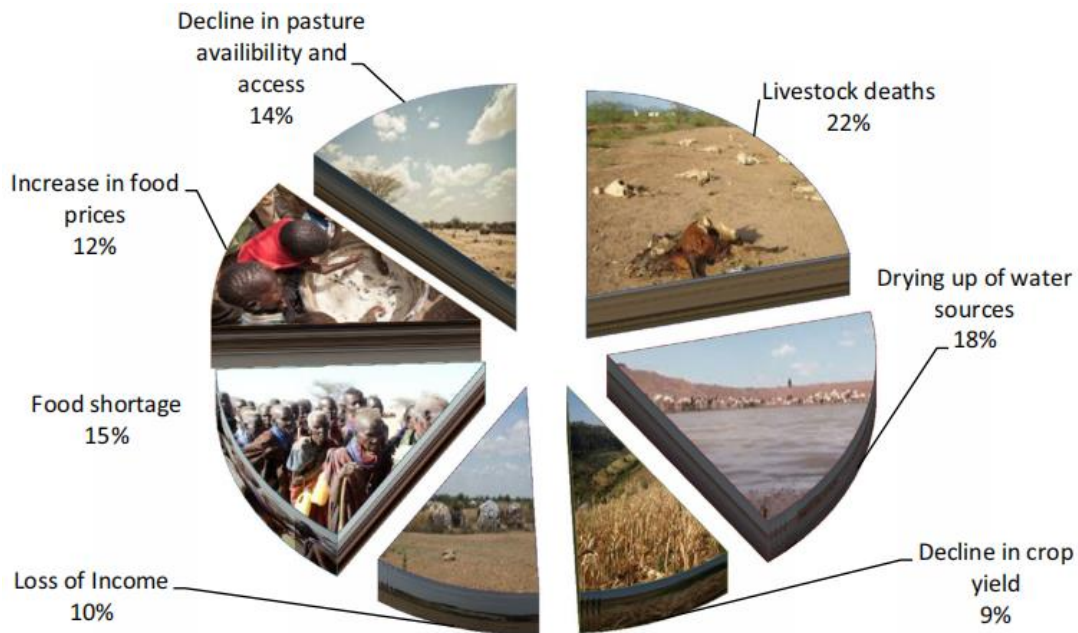 Decline in pasture
availibility and
access
14%
Livestock deaths
22%
Increase in food
prices
12%
Drying up of water
sources
18%
Food shortage
15%
Decline in crop
yield
9%
Loss of Income
10%